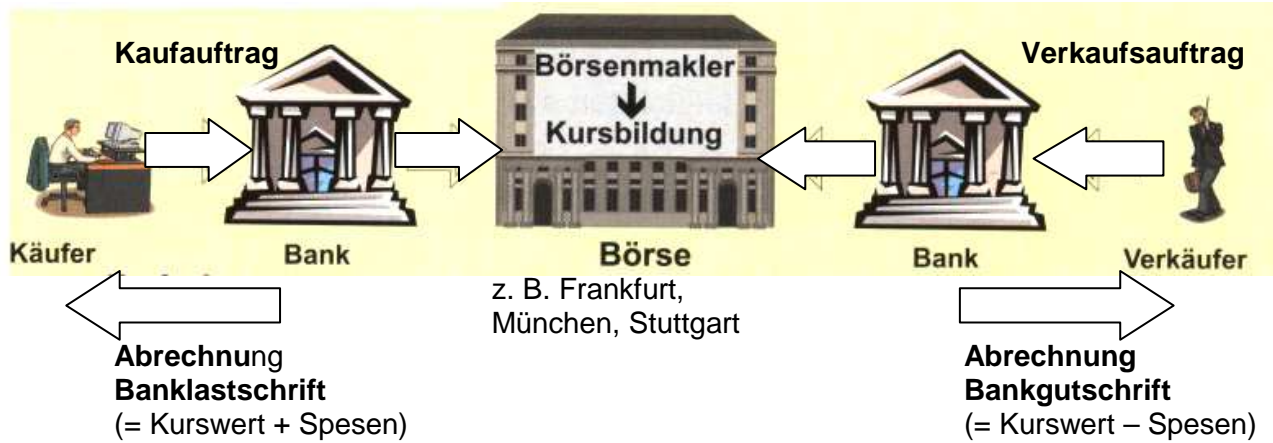 Kaufauftrag
Verkaufsauftrag
Börsenmakler
Kursbildung
Käufer
Bank
Börse
Bank
Verkäufer
z. B. Frankfurt,
München, Stuttgart
Abrechnung
Banklastschrift
(= Kurswert + Spesen)
Abrechnung
Bankgutschrift
(= Kurswert – Spesen)